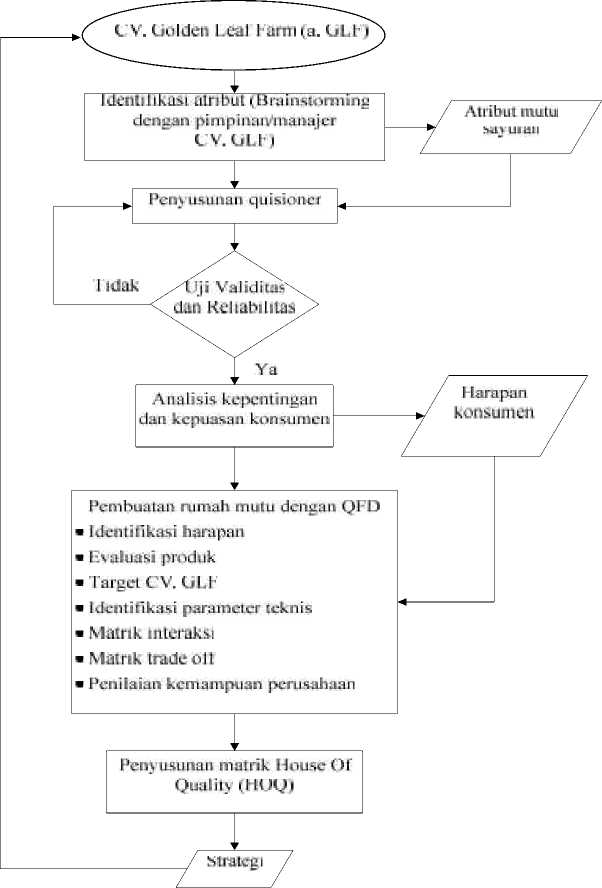 CV. Golden Leaf Farm (a. GLF)
Identifikasi atribut (Brainstorming
dengan pimpinan/manajer
CV. GLF)
Atribut mutu
sayuran
Penyusunan quisioner
Tidak
Uji Validitas
dan Reliabilitas
Ya
Analisis kepentingan
dan kepuasan konsumen
Harapan
konsumen
Pembuatan rumah mutu dengan QFD
▪ Identifikasi harapan
▪ Evaluasi produk
▪ Target CV. GLF
▪ Identifikasi parameter teknis
▪ Matrik interaksi
▪ Matrik trade off
▪ Penilaian kemampuan perusahaan
Penyusunan matrik House Of
Quality (HOQ)
Strategi